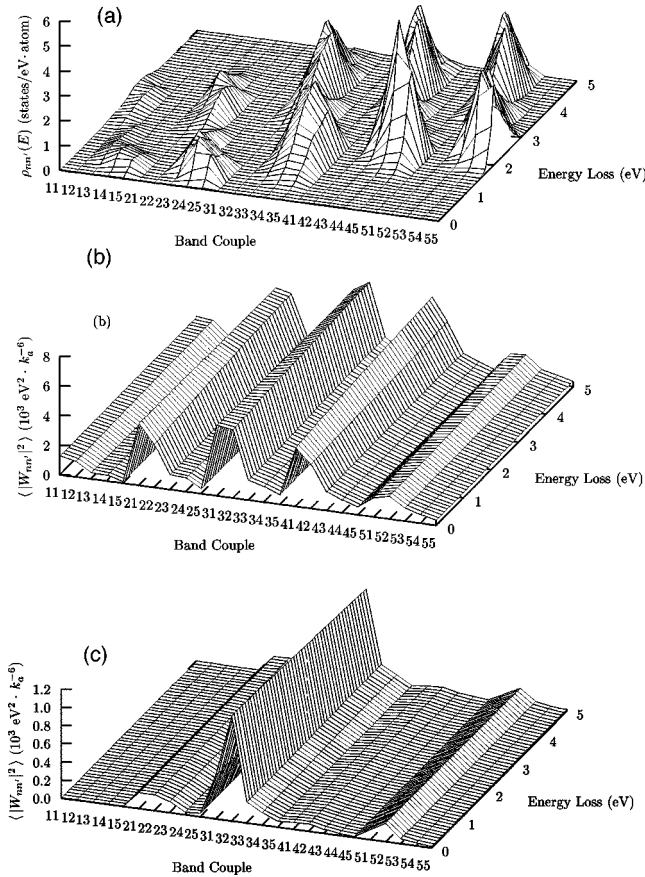 (a)
6
5
4
3
2
1
0
ρnn′(E) (states/eV·atom)
11 12 13 14 15 21 22 23 24 25 31 32 33 34 35 41 42 43 45 51 52 53 54 55
Band Couple
0
1
2
3
4
5
Energy Loss (eV)
(b)
(b)
8
6
4
2
0
⟨|Wnn′|²⟩ (10³ eV² · ka⁻⁶)
11 12 13 14 15 21 22 23 24 25 31 32 33 34 35 41 42 43 45 51 52 53 54 55
Band Couple
0
1
2
3
4
5
Energy Loss (eV)
(c)
1.2
1.0
0.8
0.6
0.4
0.2
0.0
⟨|Wnn′|²⟩ (10³ eV² · ka⁻⁶)
11 12 13 14 15 21 22 23 24 25 31 32 33 34 35 41 42 43 45 51 52 53 54 55
Band Couple
0
1
2
3
4
5
Energy Loss (eV)